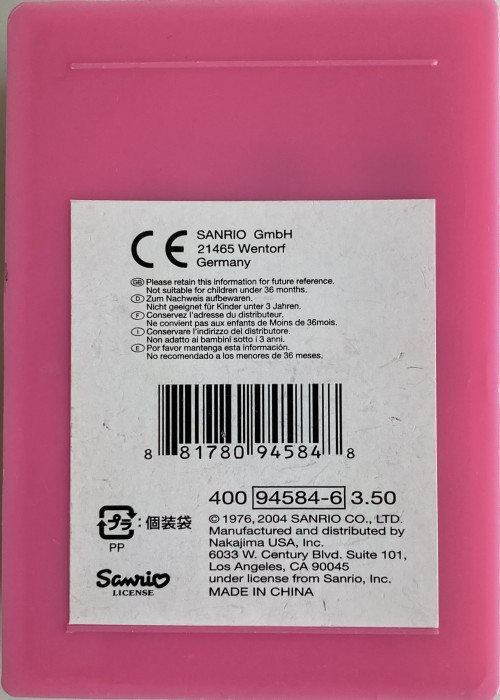 CE SANRIO GmbH
21465 Wentorf
Germany
GB Please retain this information for future reference.
Not suitable for children under 36 months.
D Zum Nachweis aufbewaren.
Nicht geeignet für Kinder unter 3 Jahren.
F Conservez l'adresse du distributeur.
Ne convient pas aux enfants de Moins de 36mois.
I Conservare l'indirizzo del distributore.
Non adatto ai bambini sotto i 3 anni.
E Por favor mantenga esta información.
No recomendado a los menores de 36 meses.
8 81780 94584 8
400 94584-6 3.50
プラ : 個装袋
PP
© 1976, 2004 SANRIO CO., LTD.
Manufactured and distributed by
Nakajima USA, Inc.
6033 W. Century Blvd. Suite 101,
Los Angeles, CA 90045
under license from Sanrio, Inc.
MADE IN CHINA
Sanrio
LICENSE